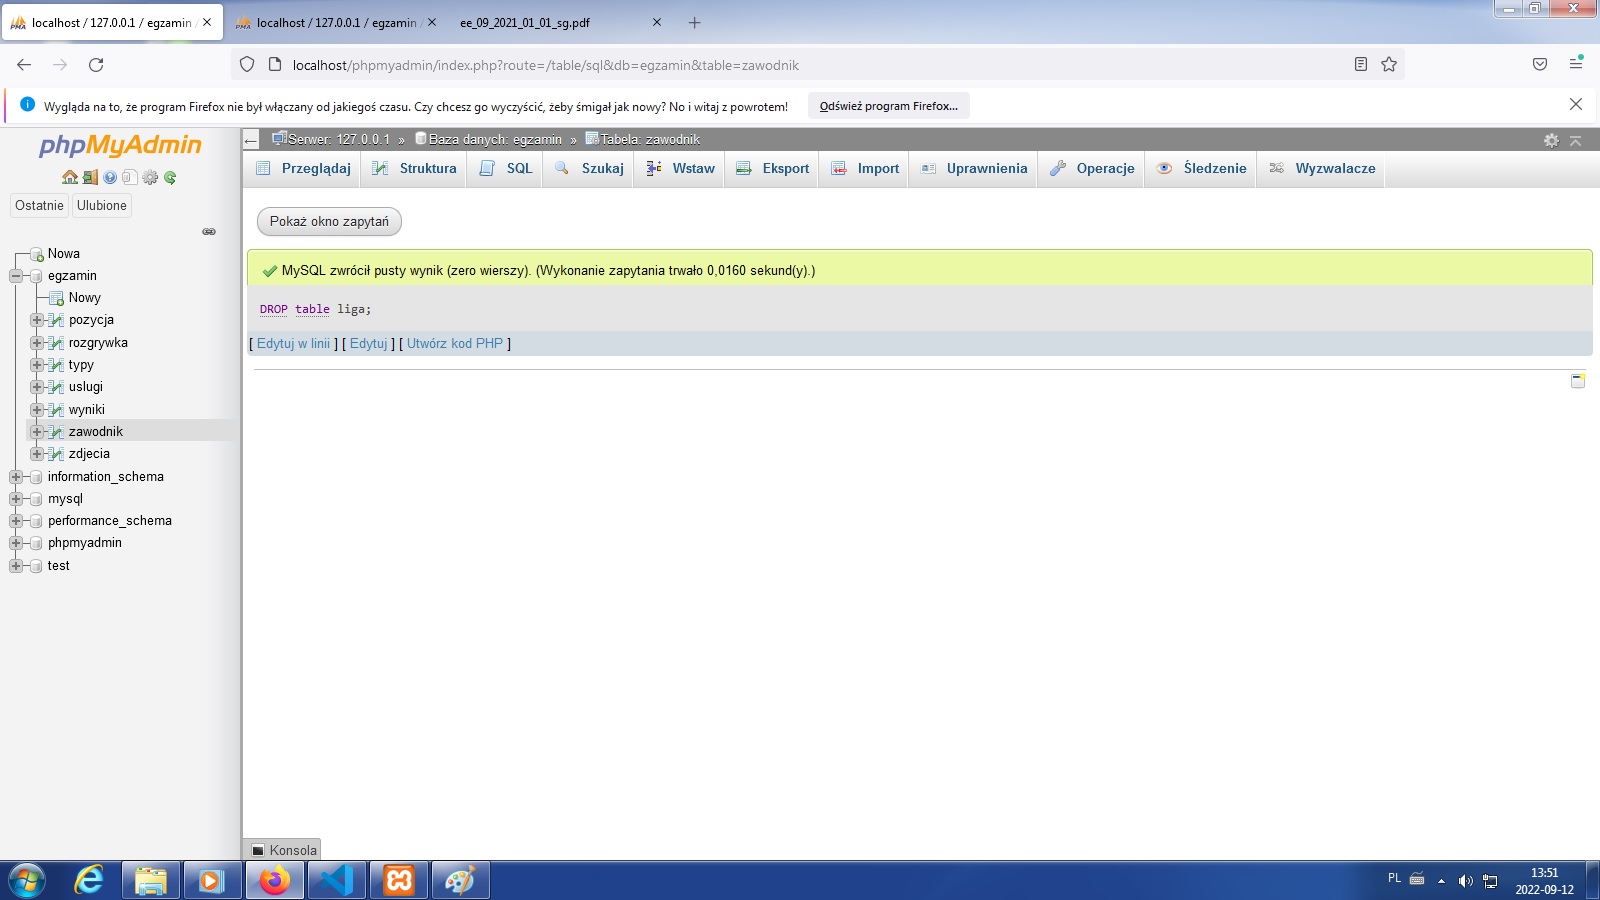 localhost / 127.0.0.1 / egzamin
localhost / 127.0.0.1 / egzamin
ee_09_2021_01_01_sg.pdf
localhost/phpmyadmin/index.php?route=/table/sql&db=egzamin&table=zawodnik
Wygląda na to, że program Firefox nie był włączany od jakiegoś czasu. Czy chcesz go wyczyścić, żeby śmigał jak nowy? No i witaj z powrotem!
Odśwież program Firefox...
phpMyAdmin
Ostatnie
Ulubione
Nowa
egzamin
Nowy
pozycja
rozgrywka
typy
uslugi
wyniki
zawodnik
zdjecia
information_schema
mysql
performance_schema
phpmyadmin
test
Serwer: 127.0.0.1 » Baza danych: egzamin » Tabela: zawodnik
Przeglądaj Struktura SQL Szukaj Wstaw Eksport Import Uprawnienia Operacje Śledzenie Wyzwalacze
Pokaż okno zapytań
MySQL zwrócił pusty wynik (zero wierszy). (Wykonanie zapytania trwało 0,0160 sekund(y).)
DROP table liga;
[ Edytuj w linii ] [ Edytuj ] [ Utwórz kod PHP ]
Konsola
PL
13:51
2022-09-12